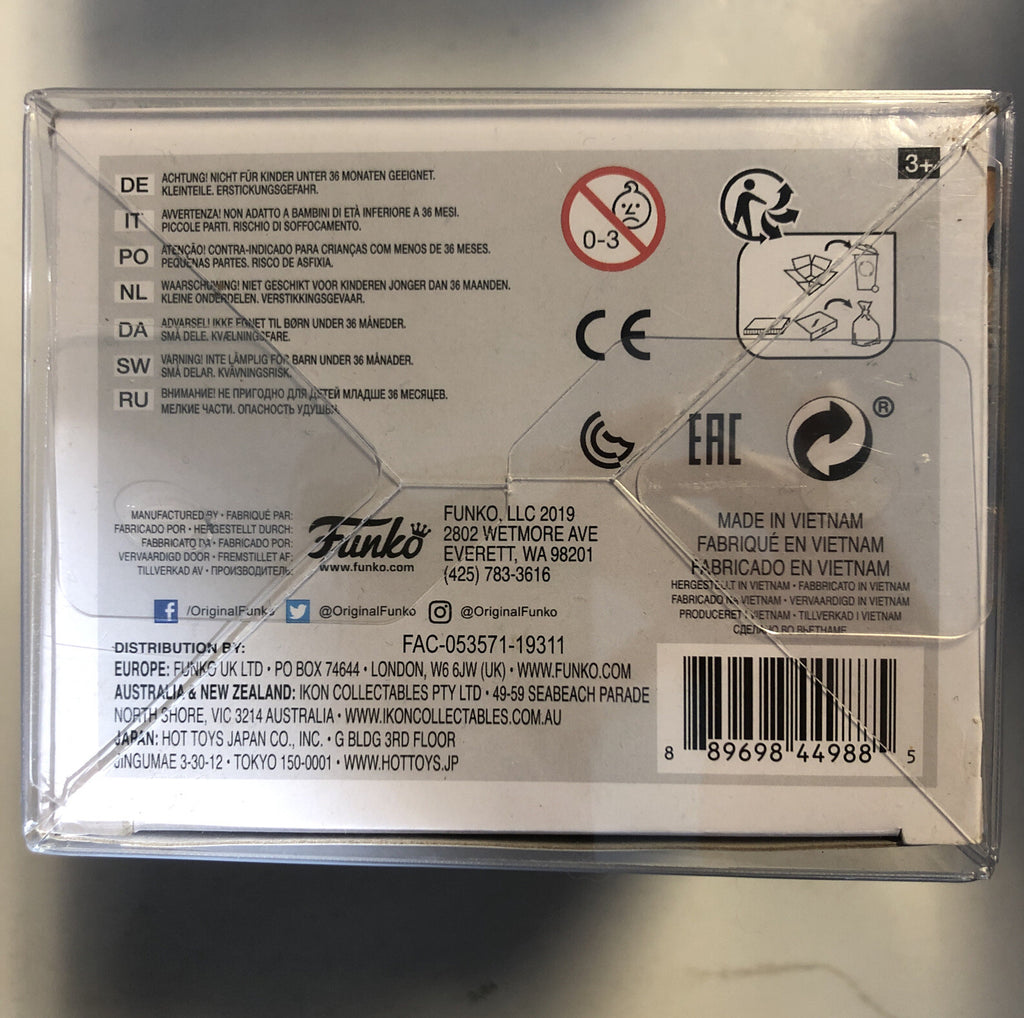 3+
DE ACHTUNG! NICHT FÜR KINDER UNTER 36 MONATEN GEEIGNET.
KLEINTEILE. ERSTICKUNGSGEFAHR.
IT AVVERTENZA! NON ADATTO A BAMBINI DI ETÀ INFERIORE A 36 MESI.
PICCOLE PARTI. RISCHIO DI SOFFOCAMENTO.
PO ATENÇÃO! CONTRA-INDICADO PARA CRIANÇAS COM MENOS DE 36 MESES.
PEQUENAS PARTES. RISCO DE ASFIXIA.
NL WAARSCHUWING! NIET GESCHIKT VOOR KINDEREN JONGER DAN 36 MAANDEN.
KLEINE ONDERDELEN. VERSTIKKINGSGEVAAR.
DA ADVARSEL! IKKE EGNET TIL BØRN UNDER 36 MÅNEDER.
SMÅ DELE. KVÆLNINGSFARE.
SW VARNING! INTE LÄMPLIG FÖR BARN UNDER 36 MÅNADER.
SMÅ DELAR. KVÄVNINGSRISK.
RU ВНИМАНИЕ! НЕ ПРИГОДНО ДЛЯ ДЕТЕЙ МЛАДШЕ 36 МЕСЯЦЕВ.
МЕЛКИЕ ЧАСТИ. ОПАСНОСТЬ УДУШЬЯ.
0-3
CE
EAC
®
MANUFACTURED BY • FABRIQUÉ PAR:
FABRICADO POR • HERGESTELLT DURCH:
FABBRICATO DA • FABRICADO POR:
VERVAARDIGD DOOR • FREMSTILLET AF:
TILLVERKAD AV • ПРОИЗВОДИТЕЛЬ:
Funko
www.funko.com
FUNKO, LLC 2019
2802 WETMORE AVE
EVERETT, WA 98201
(425) 783-3616
MADE IN VIETNAM
FABRIQUÉ EN VIETNAM
FABRICADO EN VIETNAM
HERGESTELLT IN VIETNAM • FABBRICATO IN VIETNAM
FABRICADO NA VIETNAM • VERVAARDIGD IN VIETNAM
PRODUCERET I VIETNAM • TILLVERKAD I VIETNAM
СДЕЛАНО ВО ВЬЕТНАМЕ
/OriginalFunko @OriginalFunko @OriginalFunko
FAC-053571-19311
DISTRIBUTION BY:
EUROPE: FUNKO UK LTD • PO BOX 74644 • LONDON, W6 6JW (UK) • WWW.FUNKO.COM
AUSTRALIA & NEW ZEALAND: IKON COLLECTABLES PTY LTD • 49-59 SEABEACH PARADE
NORTH SHORE, VIC 3214 AUSTRALIA • WWW.IKONCOLLECTABLES.COM.AU
JAPAN: HOT TOYS JAPAN CO., INC. • G BLDG 3RD FLOOR
JINGUMAE 3-30-12 • TOKYO 150-0001 • WWW.HOTTOYS.JP
8 89698 44988 5